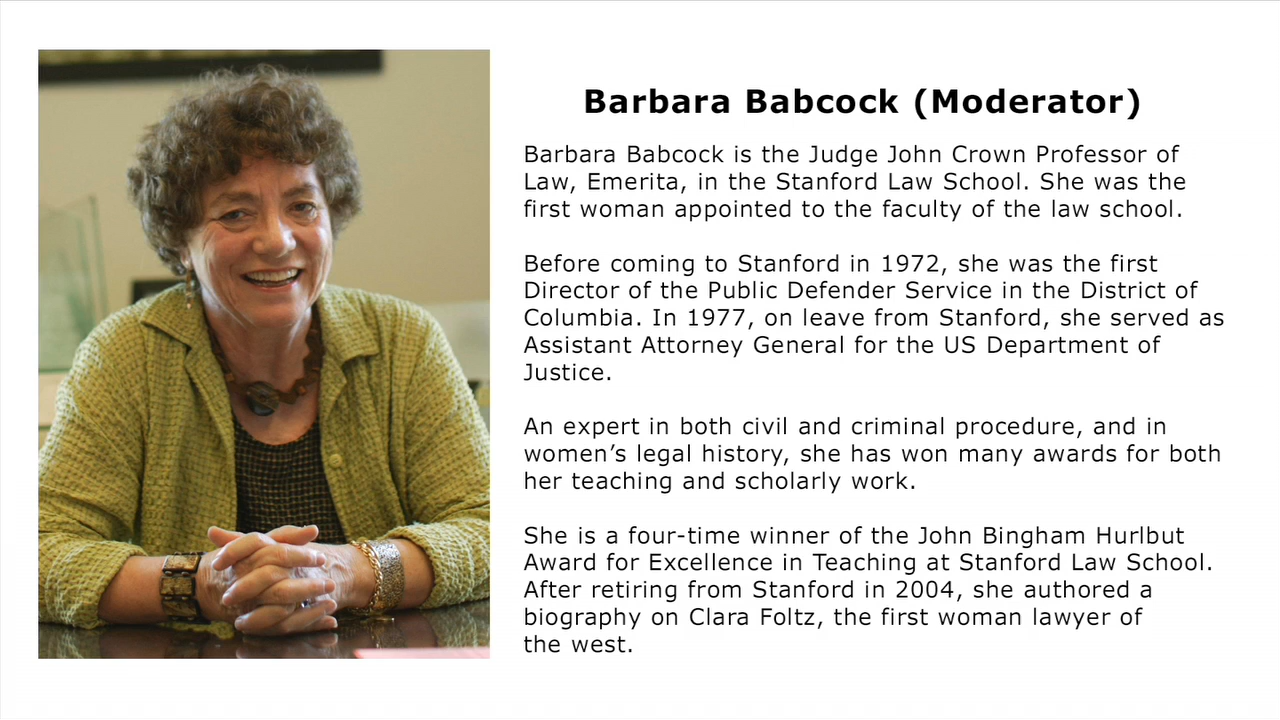 Barbara Babcock (Moderator)
Barbara Babcock is the Judge John Crown Professor of
Law, Emerita, in the Stanford Law School. She was the
first woman appointed to the faculty of the law school.
Before coming to Stanford in 1972, she was the first
Director of the Public Defender Service in the District of
Columbia. In 1977, on leave from Stanford, she served as
Assistant Attorney General for the US Department of
Justice.
An expert in both civil and criminal procedure, and in
women’s legal history, she has won many awards for both
her teaching and scholarly work.
She is a four-time winner of the John Bingham Hurlbut
Award for Excellence in Teaching at Stanford Law School.
After retiring from Stanford in 2004, she authored a
biography on Clara Foltz, the first woman lawyer of
the west.